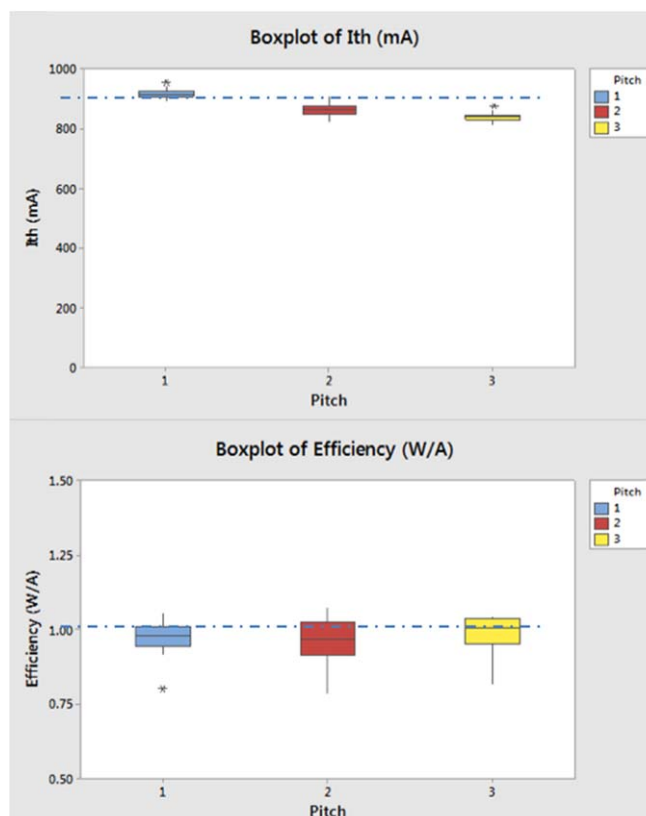 Boxplot of Ith (mA)
1000
800
600
400
200
0
Ith (mA)
1
2
3
Pitch
Pitch
1
2
3
Boxplot of Efficiency (W/A)
1.50
1.25
1.00
0.75
0.50
Efficiency (W/A)
1
2
3
Pitch
Pitch
1
2
3